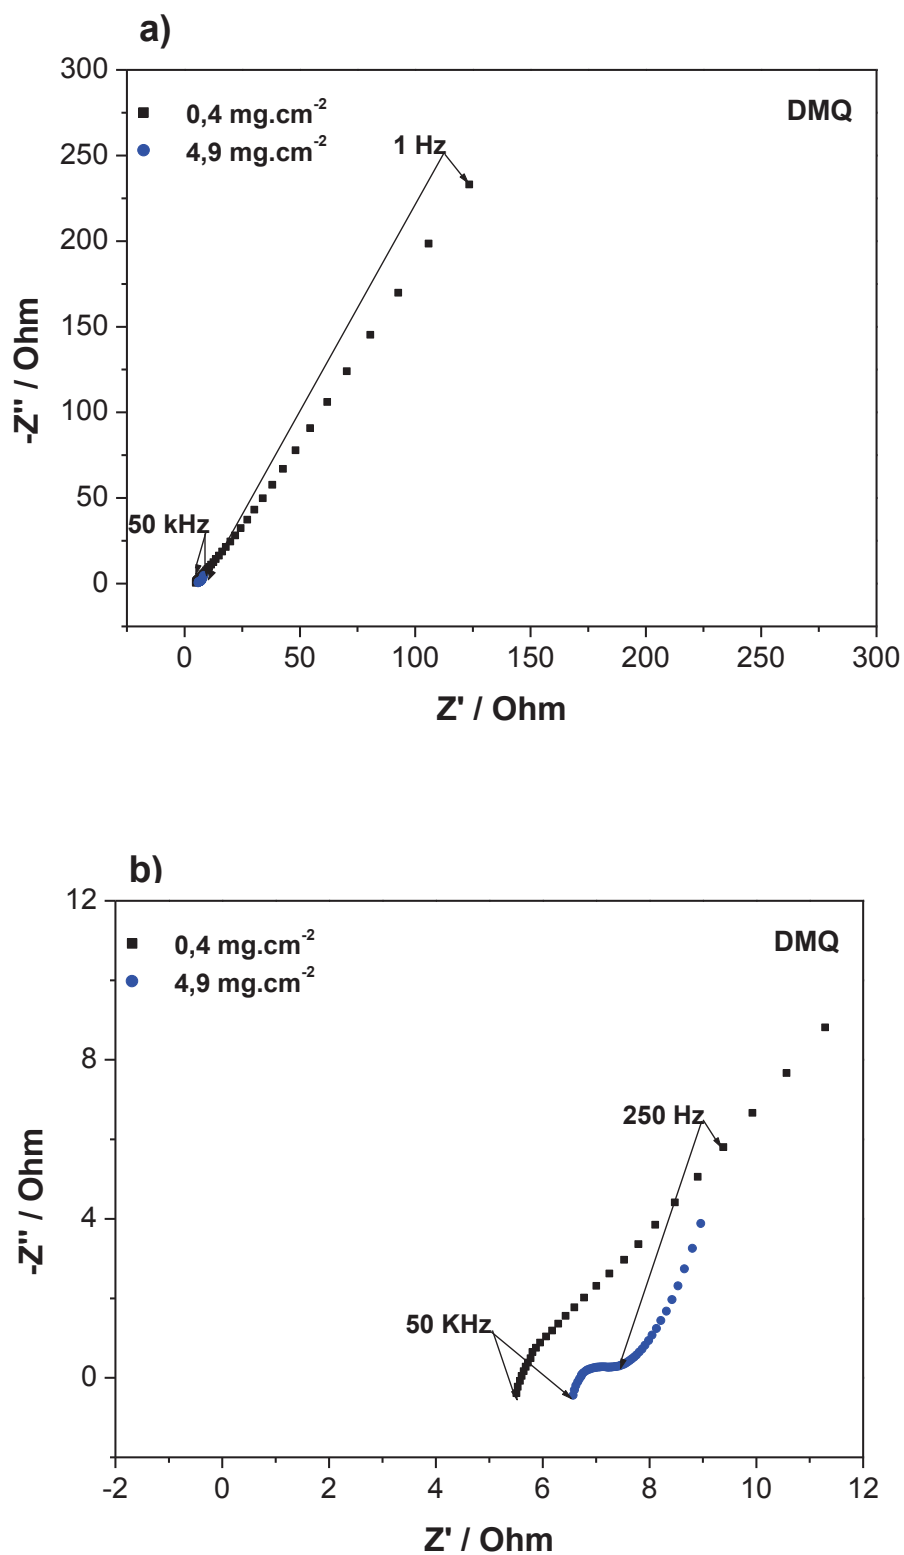 a)
300
0,4 mg.cm-2
DMQ
4,9 mg.cm-2
1 Hz
250
200
150
100
50
50 kHz
0
-Z" / Ohm
0 50 100 150 200 250 300
Z' / Ohm
b)
12
0,4 mg.cm-2
DMQ
4,9 mg.cm-2
8
250 Hz
4
50 KHz
0
-Z" / Ohm
-2 0 2 4 6 8 10 12
Z' / Ohm